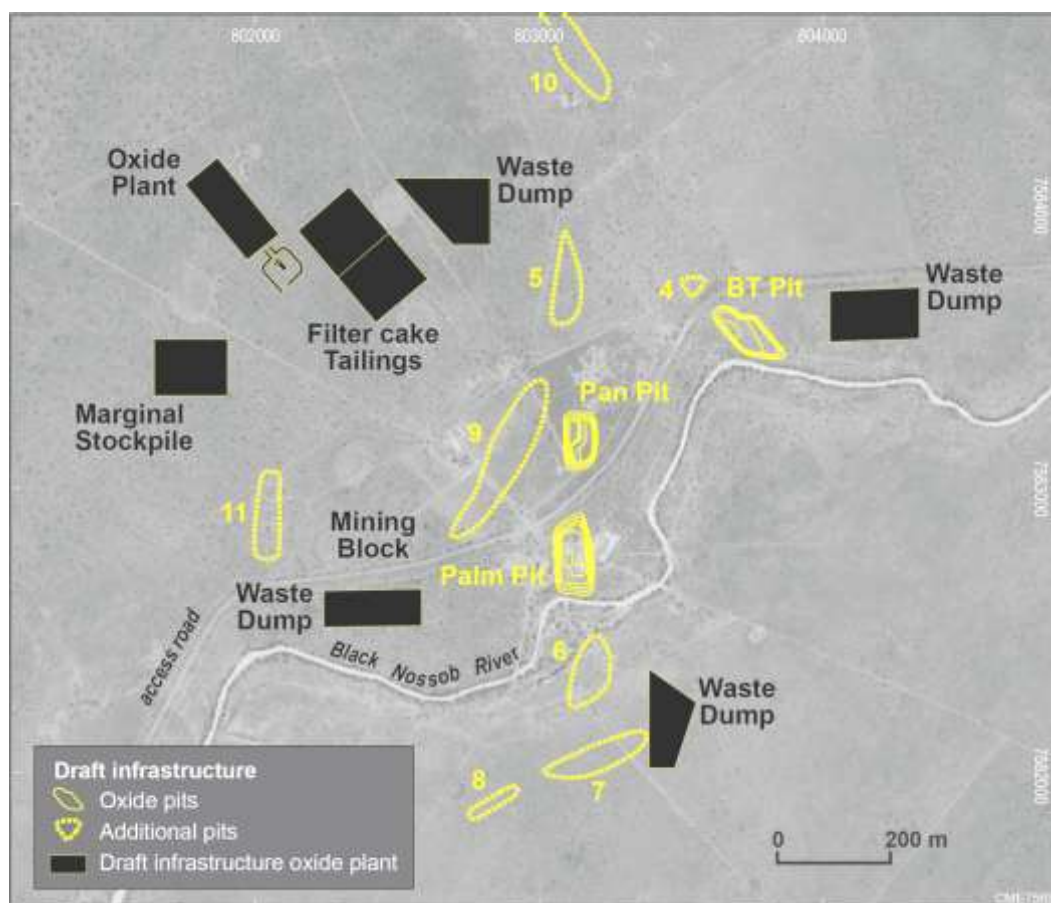 802000
803000
804000
10
Oxide
Plant
Waste
Dump
7564000
5
4
BT Pit
Waste
Dump
Filter cake
Tailings
Pan Pit
Marginal
Stockpile
9
7563000
11
Mining
Block
Palm Pit
Waste
Dump
access road
Black Nossob River
6
Waste
Dump
7562000
8
7
Draft infrastructure
Oxide pits
Additional pits
Draft infrastructure oxide plant
0 200 m